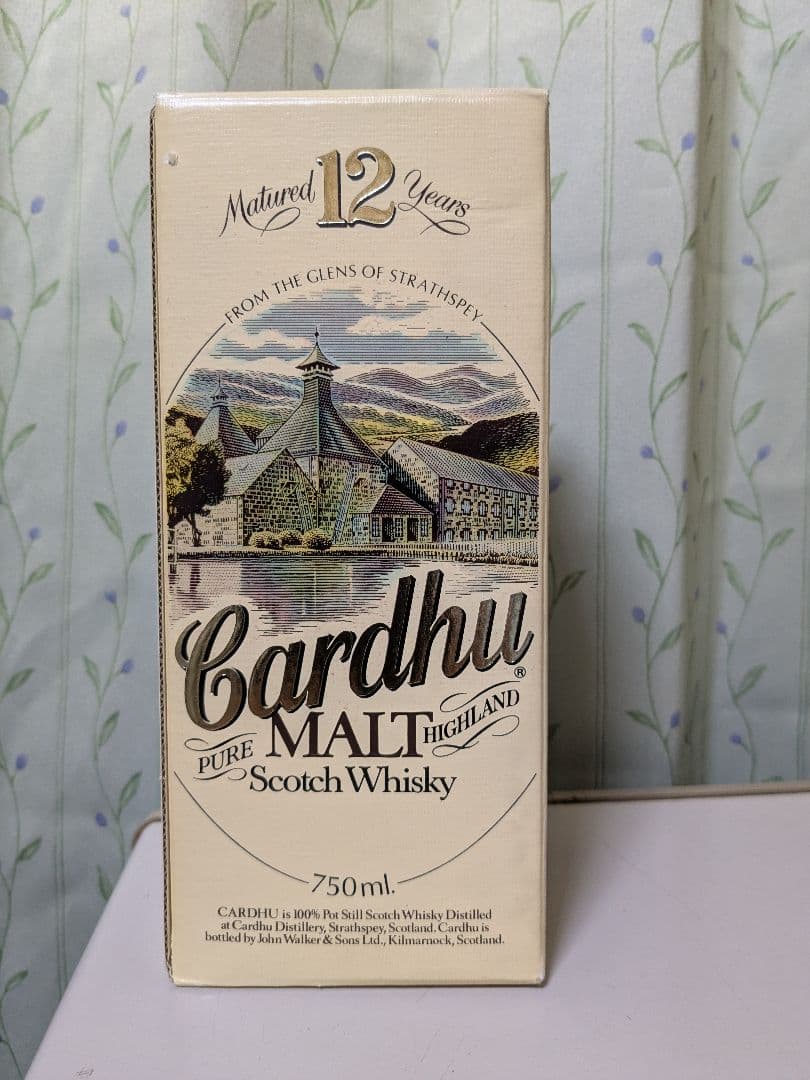 Matured 12 Years
FROM THE GLENS OF STRATHSPEY
Cardhu®
PURE MALT HIGHLAND
Scotch Whisky
750ml.
CARDHU is 100% Pot Still Scotch Whisky Distilled
at Cardhu Distillery, Strathspey, Scotland. Cardhu is
bottled by John Walker & Sons Ltd., Kilmarnock, Scotland.